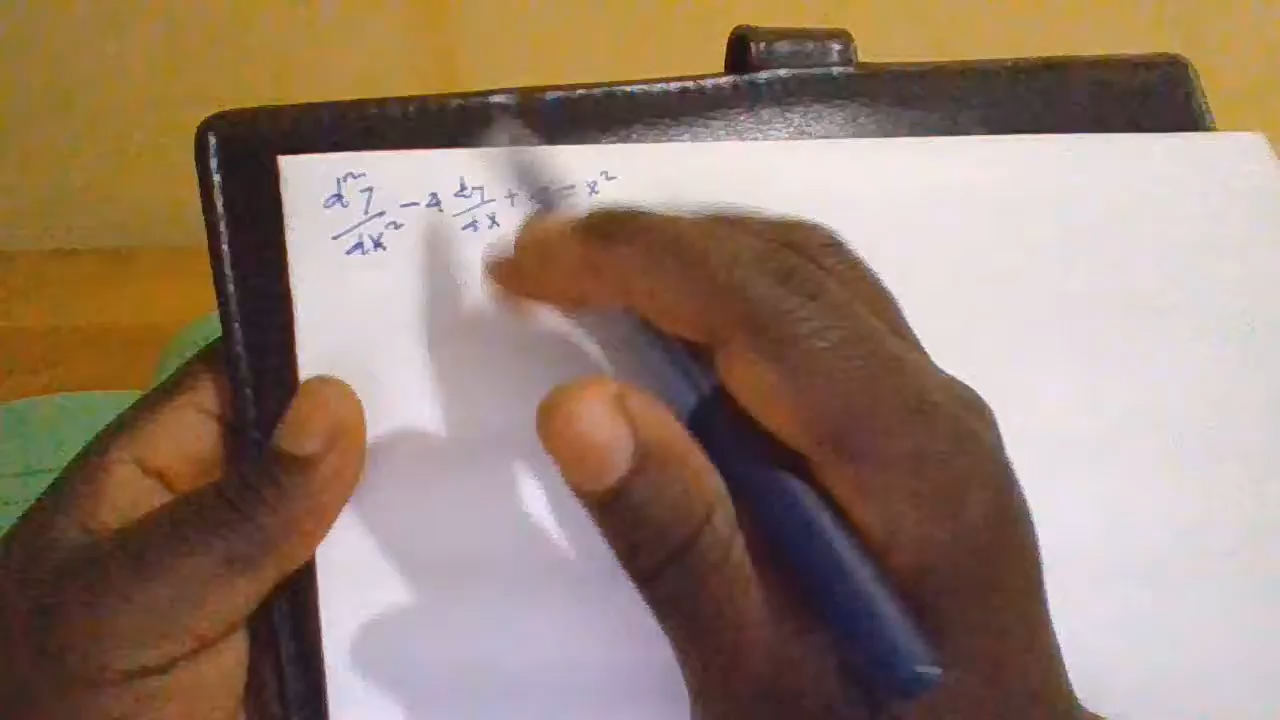 d²y/dx² - 4 dy/dx + = x²